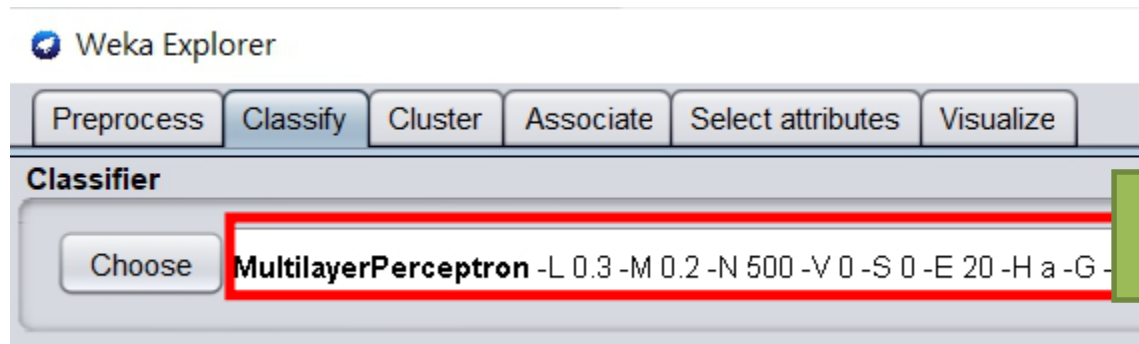 Weka Explorer
Preprocess Classify Cluster Associate Select attributes Visualize
Classifier
Choose MultilayerPerceptron -L 0.3 -M 0.2 -N 500 -V 0 -S 0 -E 20 -H a -G -